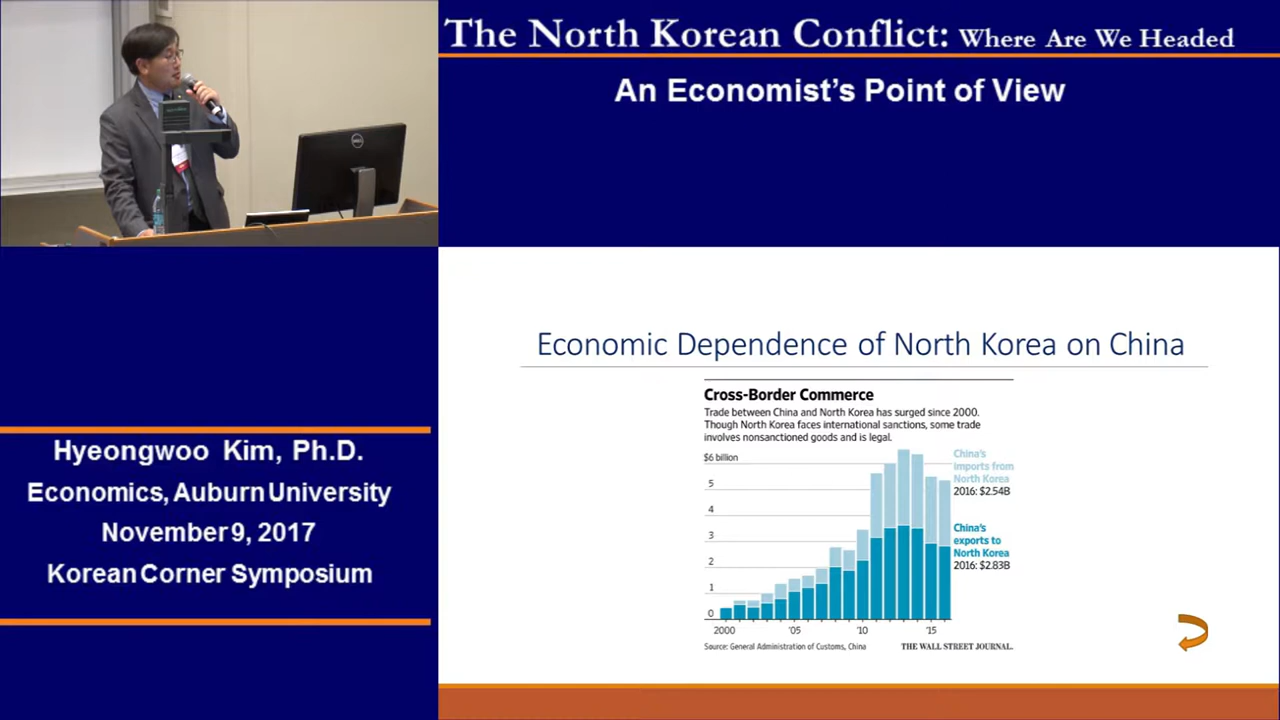 The North Korean Conflict: Where Are We Headed
An Economist's Point of View
DELL
Economic Dependence of North Korea on China
Cross-Border Commerce
Trade between China and North Korea has surged since 2000.
Though North Korea faces international sanctions, some trade
involves nonsanctioned goods and is legal.
$6 billion
5
4
3
2
1
0
2000 '05 '10 '15
China's
imports from
North Korea
2016: $2.54B
China's
exports to
North Korea
2016: $2.83B
Source: General Administration of Customs, China
THE WALL STREET JOURNAL.
Hyeongwoo Kim, Ph.D.
Economics, Auburn University
November 9, 2017
Korean Corner Symposium